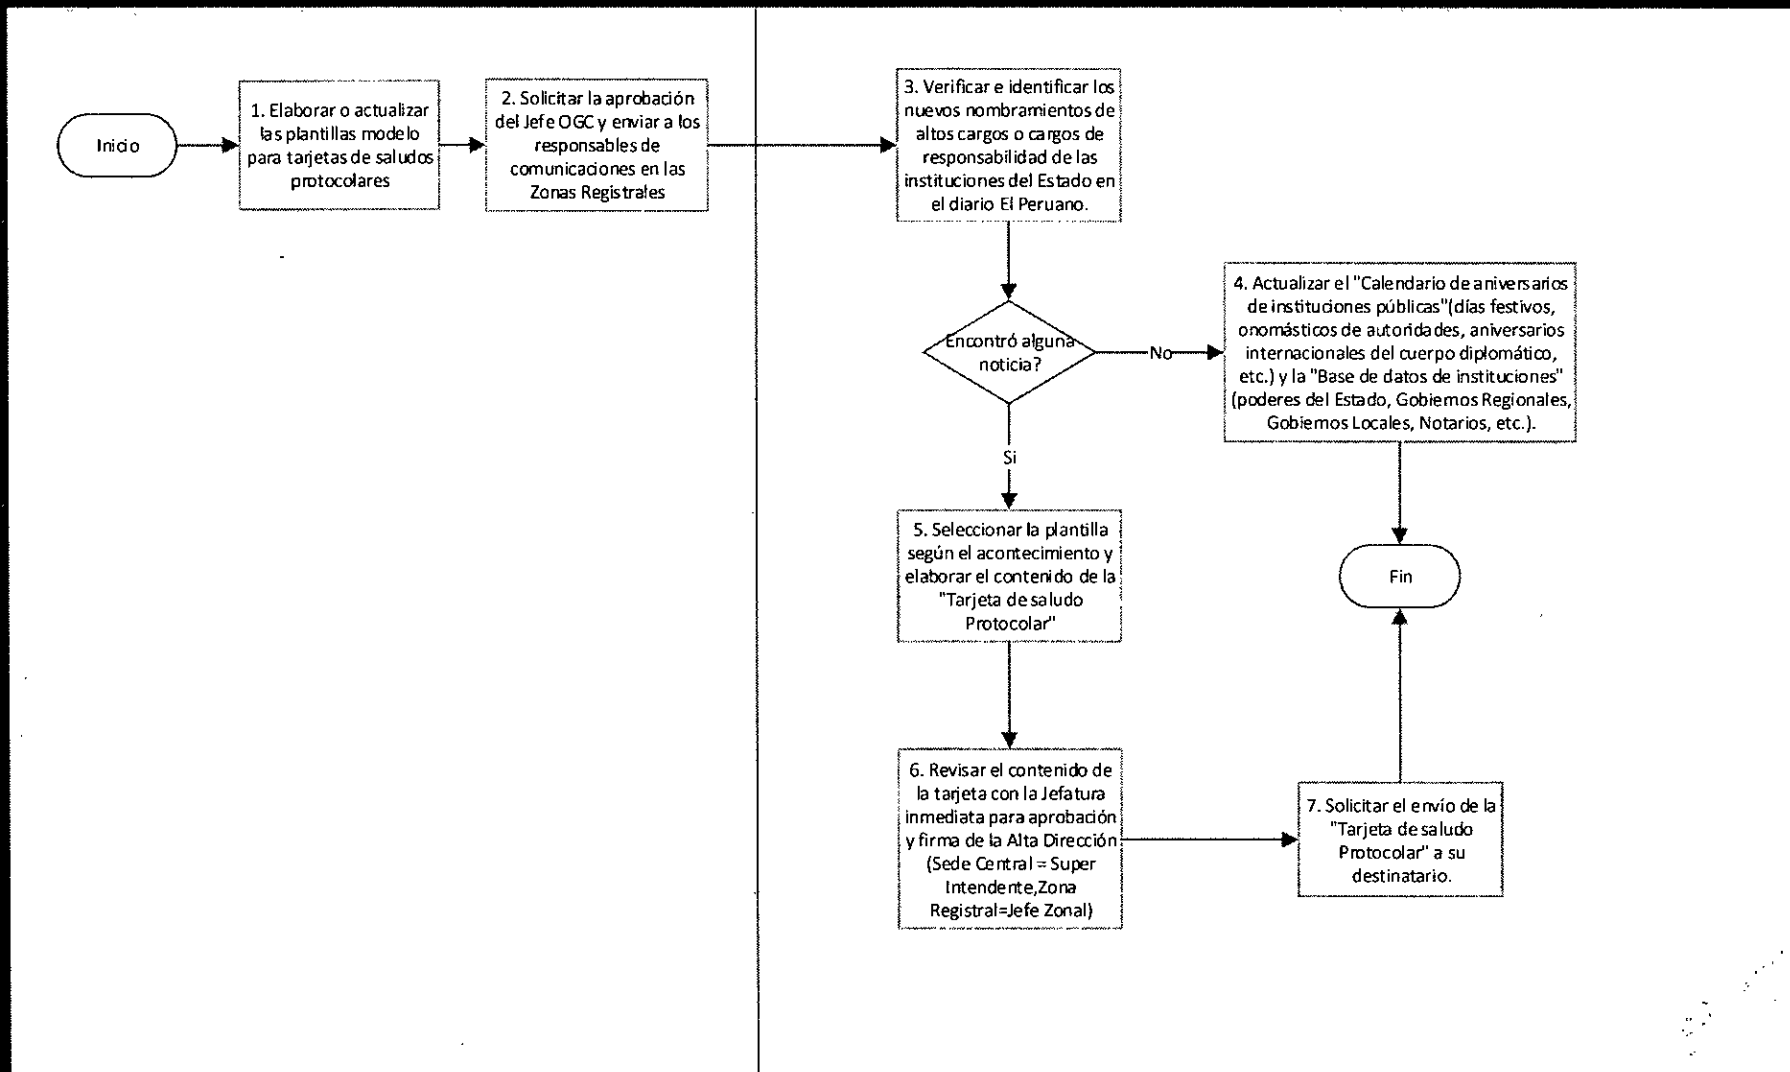 Inicio
1. Elaborar o actualizar
las plantillas modelo
para tarjetas de saludos
protocolares
2. Solicitar la aprobación
del Jefe OGC y enviar a los
responsables de
comunicaciones en las
Zonas Registrales
3. Verificar e identificar los
nuevos nombramientos de
altos cargos o cargos de
responsabilidad de las
instituciones del Estado en
el diario El Peruano.
Encontró alguna
noticia?
No
4. Actualizar el "Calendario de aniversarios
de instituciones públicas"(días festivos,
onomásticos de autoridades, aniversarios
internacionales del cuerpo diplomático,
etc.) y la "Base de datos de instituciones"
(poderes del Estado, Gobiernos Regionales,
Gobiernos Locales, Notarios, etc.).
Si
5. Seleccionar la plantilla
según el acontecimiento y
elaborar el contenido de la
"Tarjeta de saludo
Protocolar"
Fin
6. Revisar el contenido de
la tarjeta con la Jefatura
inmediata para aprobación
y firma de la Alta Dirección
(Sede Central = Super
Intendente,Zona
Registral=Jefe Zonal)
7. Solicitar el envío de la
"Tarjeta de saludo
Protocolar" a su
destinatario.